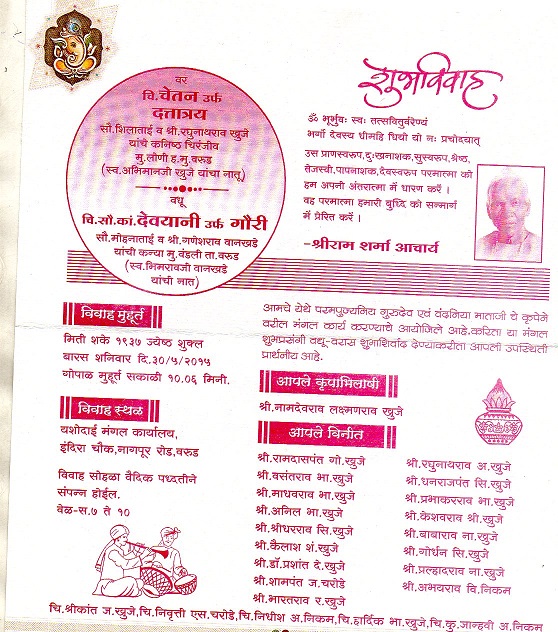 शुभविवाह
वर
चि.चेतन उर्फ
दत्तात्रय
सौ.शिलाताई व श्री.रघुनाथराव खुजे
यांचे कनिष्ठ चिरंजीव
मु.लोणी ह.मु.वरुड
(स्व.अभिमानजी खुजे यांचा नातू)
वधू
चि.सौ.कां.देवयानी उर्फ गौरी
सौ.मोहनाताई व श्री.गणेशराव वानखडे
यांची कन्या मु.वंडली ता.वरुड
(स्व.भिमरावजी वानखडे
यांची नात)
ॐ भूर्भुवः स्वः तत्सवितुर्वरेण्यं
भर्गो देवस्य धीमहि धियो यो नः प्रचोदयात्
उस प्राणस्वरुप,दुःखनाशक,सुस्वरुप,श्रेष्ठ,
तेजस्वी,पापनाशक,देवस्वरुप परमात्मा को
हम अपनी अंतरात्मा में धारण करें ।
वह परमात्मा हमारी बुध्दि को सन्मार्ग
में प्रेरित करें ।
-श्रीराम शर्मा आचार्य
विवाह मुहूर्त
मिती शके १९३७ ज्येष्ठ शुक्ल
बारस शनिवार दि.३०/५/२०१५
गोपाळ मुहूर्त सकाळी १०.०६ मिनी.
विवाह स्थळ
यशोदाई मंगल कार्यालय,
इंदिरा चौक,नागपूर रोड,वरुड
विवाह सोहळा वैदिक पध्दतीने
संपन्न होईल.
वेळ-स.७ ते १०
आमचे येथे परमपुज्यनिय गुरुदेव एवं वंदनिया माताजी चे कृपेने
वरील मंगल कार्य करण्याचे आयोजिले आहे.करिता या मंगल
शुभप्रसंगी वधू-वरास शुभाशिर्वाद देण्याकरीता आपली उपस्थिती
प्रार्थनीय आहे.
आपले कृपाभिलाषी
श्री.नामदेवराव लक्ष्मणराव खुजे
आपले विनीत
श्री.रामदासपंत गो.खुजे
श्री.वसंतराव भा.खुजे
श्री.माधवराव भा.खुजे
श्री.अनिल भा.खुजे
श्री.श्रीधरराव सि.खुजे
श्री.कैलाश शं.खुजे
श्री.डॉ.प्रशांत दे.खुजे
श्री.शामपंत ज.चरोडे
श्री.भारतराव र.खुजे
श्री.रघुनाथराव अ.खुजे
श्री.धनराजपंत सि.खुजे
श्री.प्रभाकरराव भा.खुजे
श्री.केशवराव श्री.खुजे
श्री.बाबाराव ना.खुजे
श्री.गोर्धन सि.खुजे
श्री.प्रल्हादराव ना.खुजे
श्री.अभयराव वि.निकम
चि.श्रीकांत ज.खुजे,चि.निवृत्ती एस.चरोडे,चि.निधीश अ.निकम,चि.हार्दिक भा.खुजे,चि.कु.जान्हवी अ.निकम